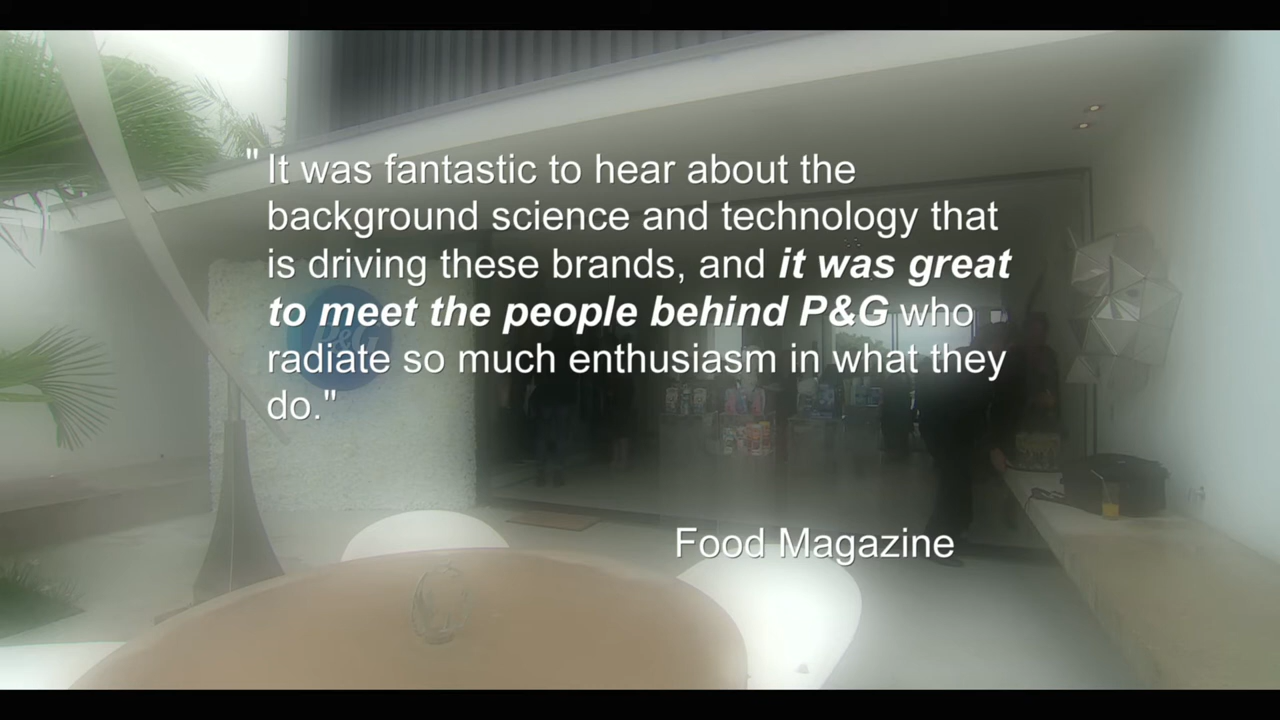 "It was fantastic to hear about the
background science and technology that
is driving these brands, and it was great
to meet the people behind P&G who
radiate so much enthusiasm in what they
do."
P&G
Food Magazine